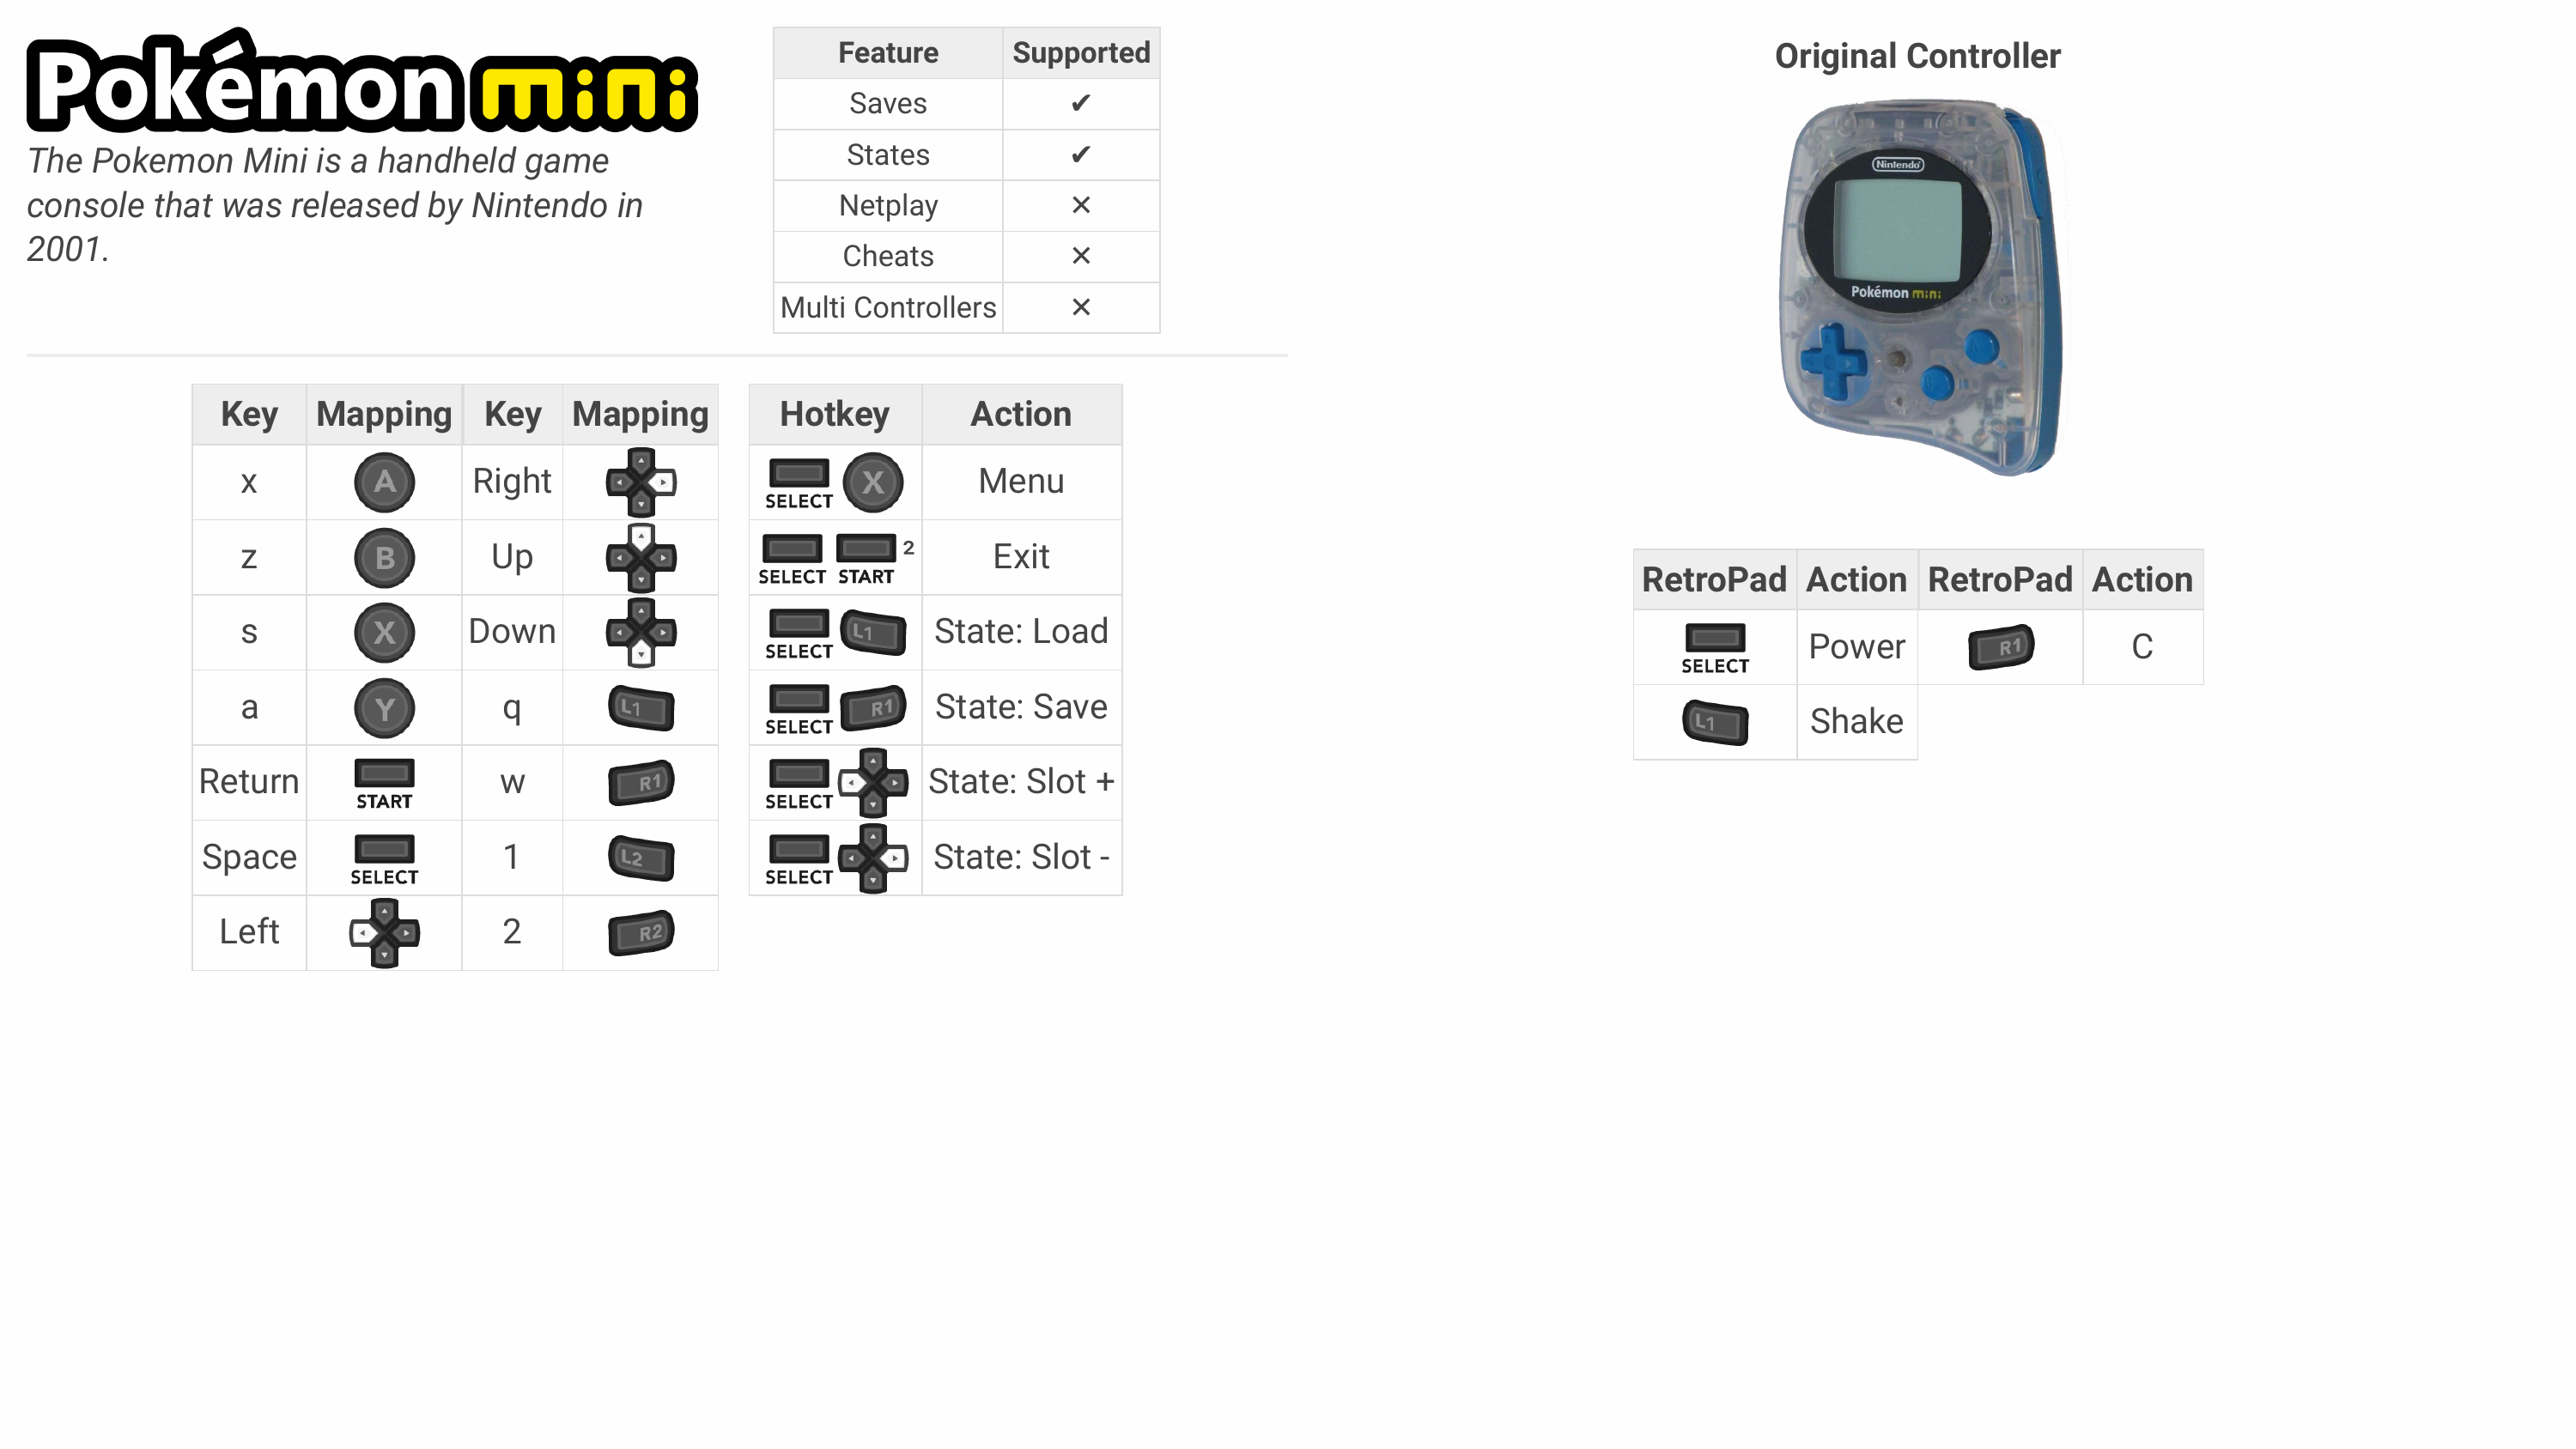 Pokémon mini
The Pokemon Mini is a handheld game
console that was released by Nintendo in
2001.
Feature Supported
Saves ✔
States ✔
Netplay ✕
Cheats ✕
Multi Controllers ✕
Key Mapping Key Mapping
x A Right
z B Up
s X Down
a Y q L1
Return START w R1
Space SELECT 1 L2
Left 2 R2
Hotkey Action
SELECT X Menu
SELECT START 2 Exit
SELECT L1 State: Load
SELECT R1 State: Save
SELECT State: Slot +
SELECT State: Slot -
Original Controller
Nintendo
Pokémon mini
RetroPad Action RetroPad Action
SELECT Power R1 C
L1 Shake